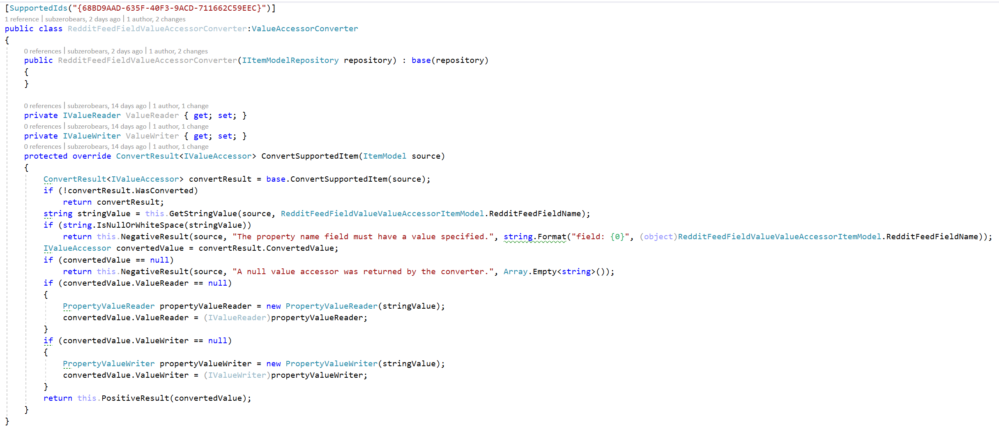 [SupportedIds("{68BD9AAD-635F-40F3-9ACD-711662C59EEC}")]
1 reference | subzerobears, 2 days ago | 1 author, 2 changes
public class RedditFeedFieldValueAccessorConverter:ValueAccessorConverter
{
0 references | subzerobears, 2 days ago | 1 author, 2 changes
public RedditFeedFieldValueAccessorConverter(IItemModelRepository repository) : base(repository)
{
}
0 references | subzerobears, 14 days ago | 1 author, 1 change
private IValueReader ValueReader { get; set; }
0 references | subzerobears, 14 days ago | 1 author, 1 change
private IValueWriter ValueWriter { get; set; }
0 references | subzerobears, 14 days ago | 1 author, 1 change
protected override ConvertResult<IValueAccessor> ConvertSupportedItem(ItemModel source)
{
ConvertResult<IValueAccessor> convertResult = base.ConvertSupportedItem(source);
if (!convertResult.WasConverted)
return convertResult;
string stringValue = this.GetStringValue(source, RedditFeedFieldValueValueAccessorItemModel.RedditFeedFieldName);
if (string.IsNullOrWhiteSpace(stringValue))
return this.NegativeResult(source, "The property name field must have a value specified.", string.Format("field: {0}", (object)RedditFeedFieldValueValueAccessorItemModel.RedditFeedFieldName));
IValueAccessor convertedValue = convertResult.ConvertedValue;
if (convertedValue == null)
return this.NegativeResult(source, "A null value accessor was returned by the converter.", Array.Empty<string>());
if (convertedValue.ValueReader == null)
{
PropertyValueReader propertyValueReader = new PropertyValueReader(stringValue);
convertedValue.ValueReader = (IValueReader)propertyValueReader;
}
if (convertedValue.ValueWriter == null)
{
PropertyValueWriter propertyValueWriter = new PropertyValueWriter(stringValue);
convertedValue.ValueWriter = (IValueWriter)propertyValueWriter;
}
return this.PositiveResult(convertedValue);
}
}